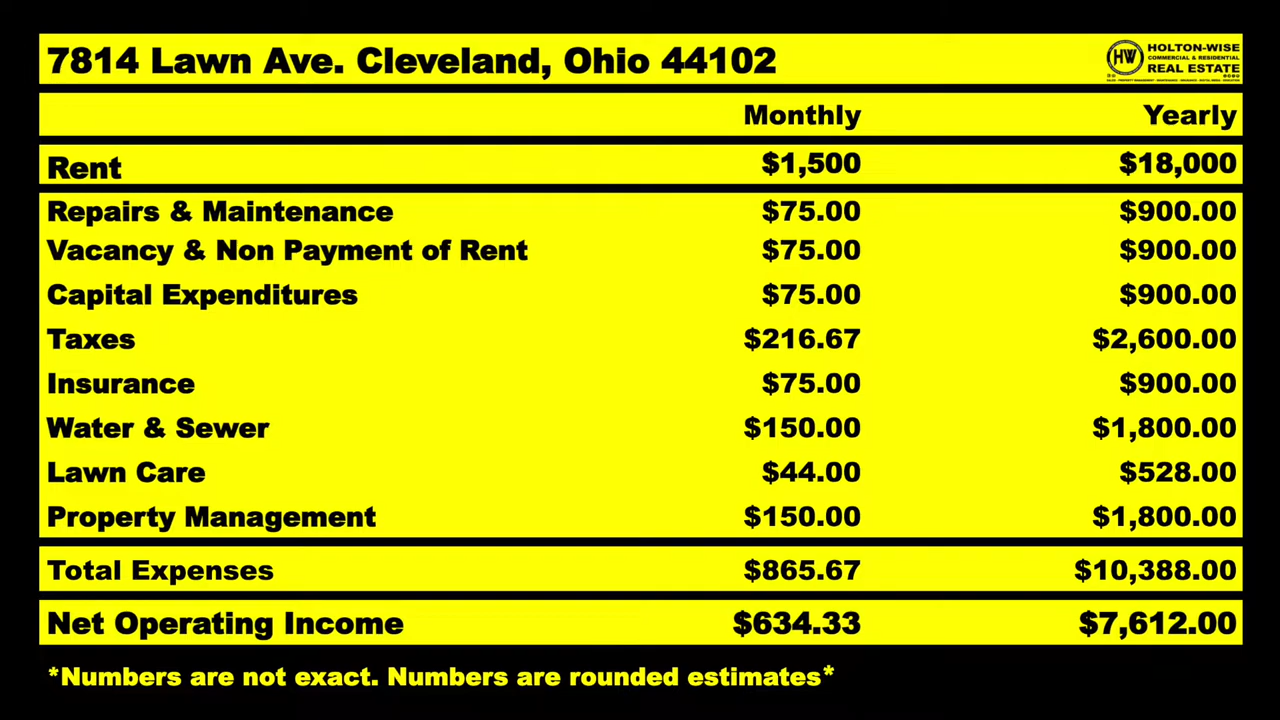 7814 Lawn Ave. Cleveland, Ohio 44102
HW
HOLTON-WISE
COMMERCIAL & RESIDENTIAL
REAL ESTATE
Monthly Yearly
Rent $1,500 $18,000
Repairs & Maintenance $75.00 $900.00
Vacancy & Non Payment of Rent $75.00 $900.00
Capital Expenditures $75.00 $900.00
Taxes $216.67 $2,600.00
Insurance $75.00 $900.00
Water & Sewer $150.00 $1,800.00
Lawn Care $44.00 $528.00
Property Management $150.00 $1,800.00
Total Expenses $865.67 $10,388.00
Net Operating Income $634.33 $7,612.00
*Numbers are not exact. Numbers are rounded estimates*